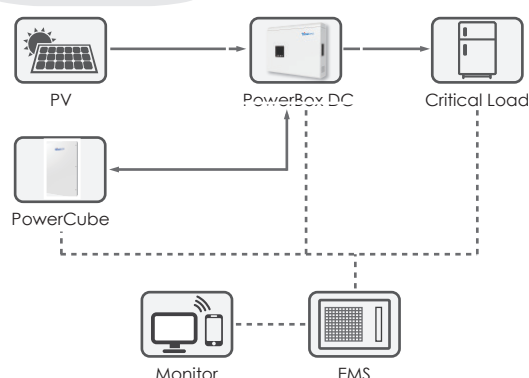 PV
PowerBox DC
Critical Load
PowerCube
Monitor
EMS